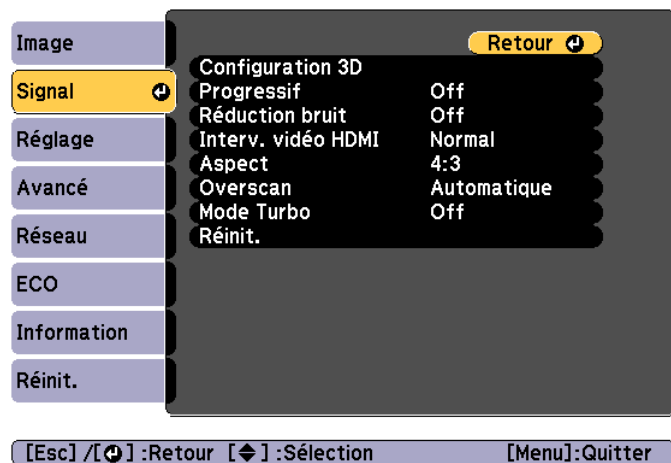 Image
Signal
Réglage
Avancé
Réseau
ECO
Information
Réinit.
Retour
Configuration 3D
Progressif Off
Réduction bruit Off
Interv. vidéo HDMI Normal
Aspect 4:3
Overscan Automatique
Mode Turbo Off
Réinit.
[Esc] /[⏎] :Retour [◆] :Sélection [Menu]:Quitter